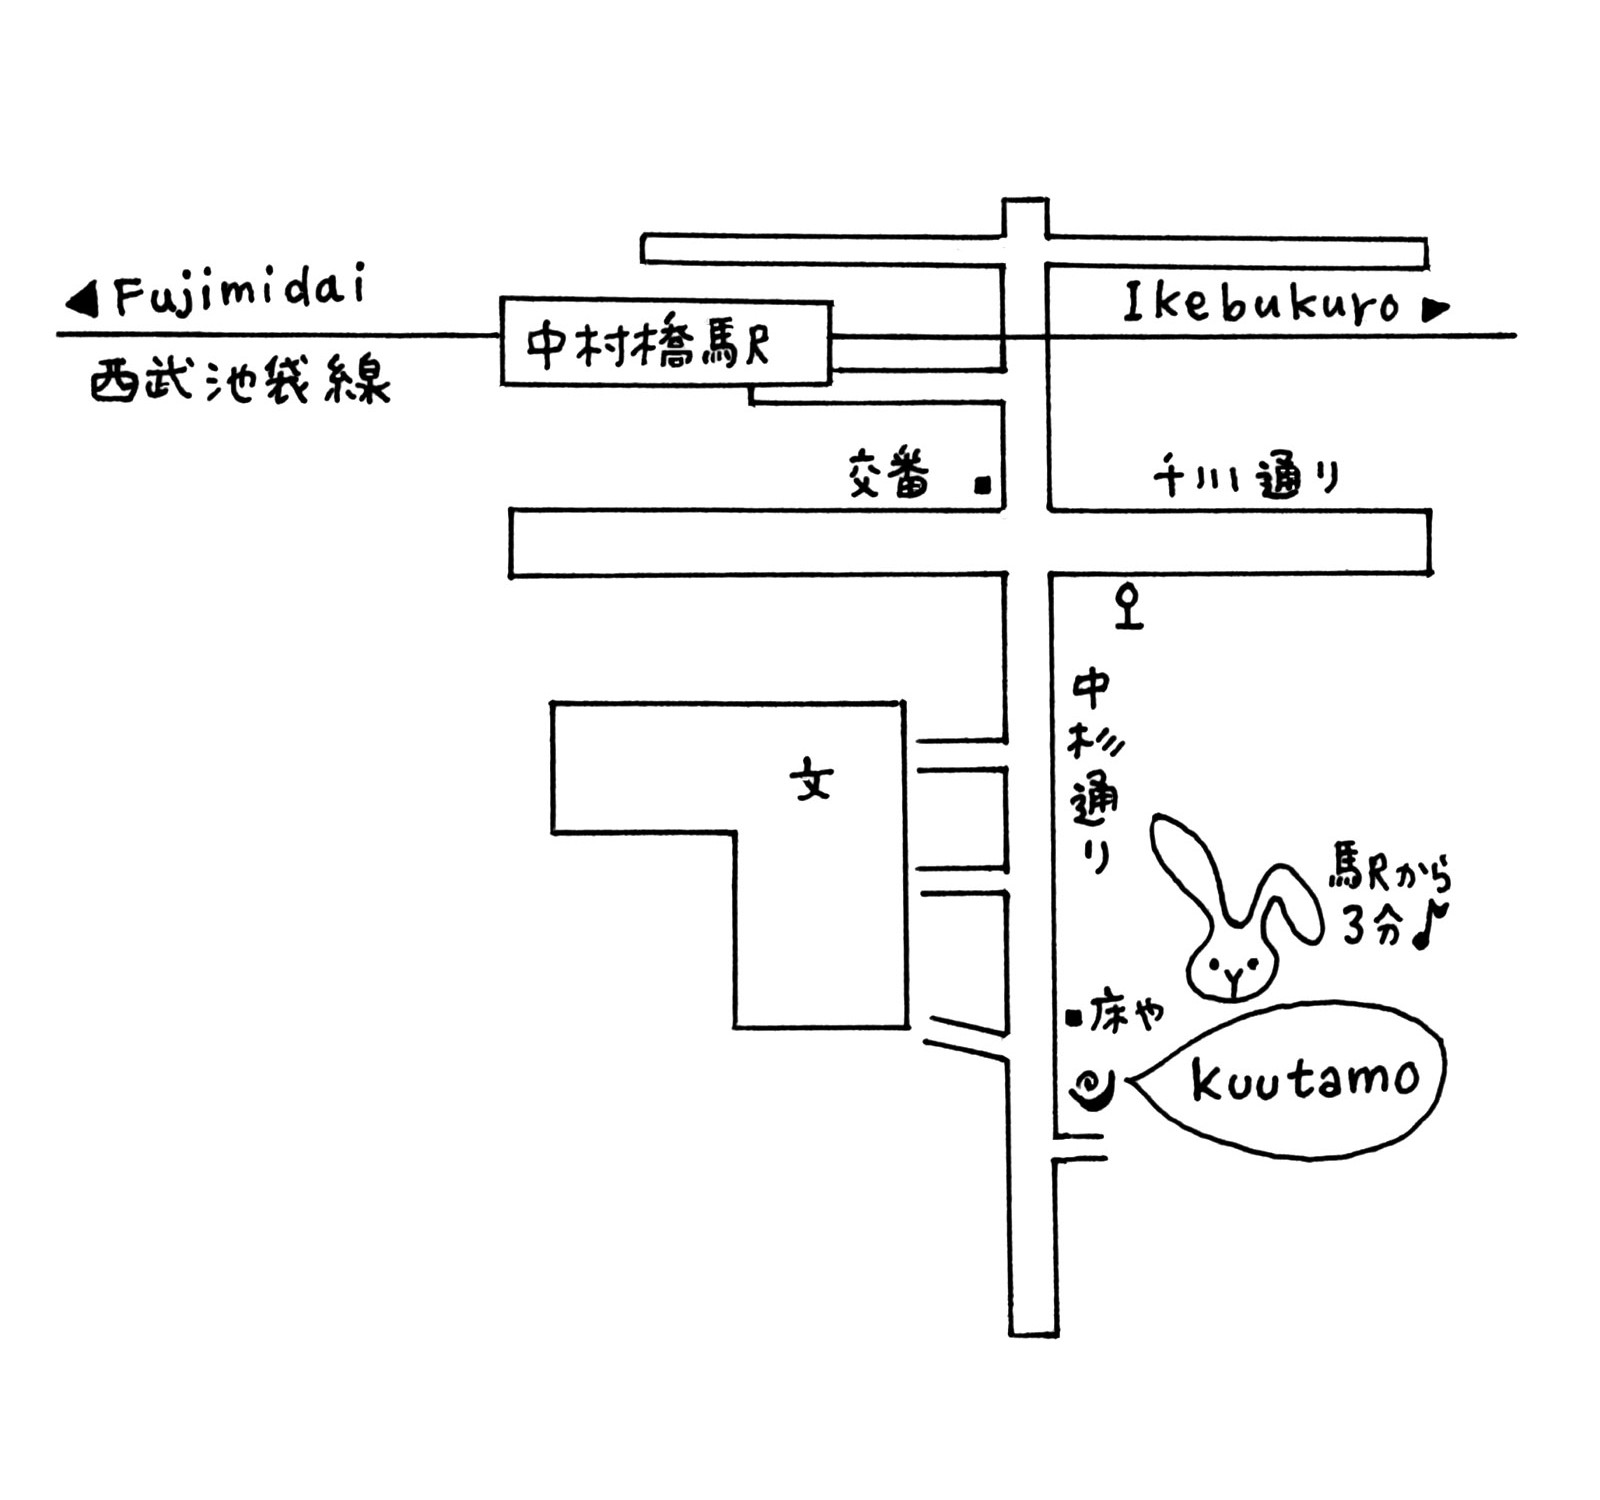 Fujimidai
Ikebukuro
中村橋駅
西武池袋線
交番
千川通り
中杉通り
文
駅から
3分♪
床や
kuutamo